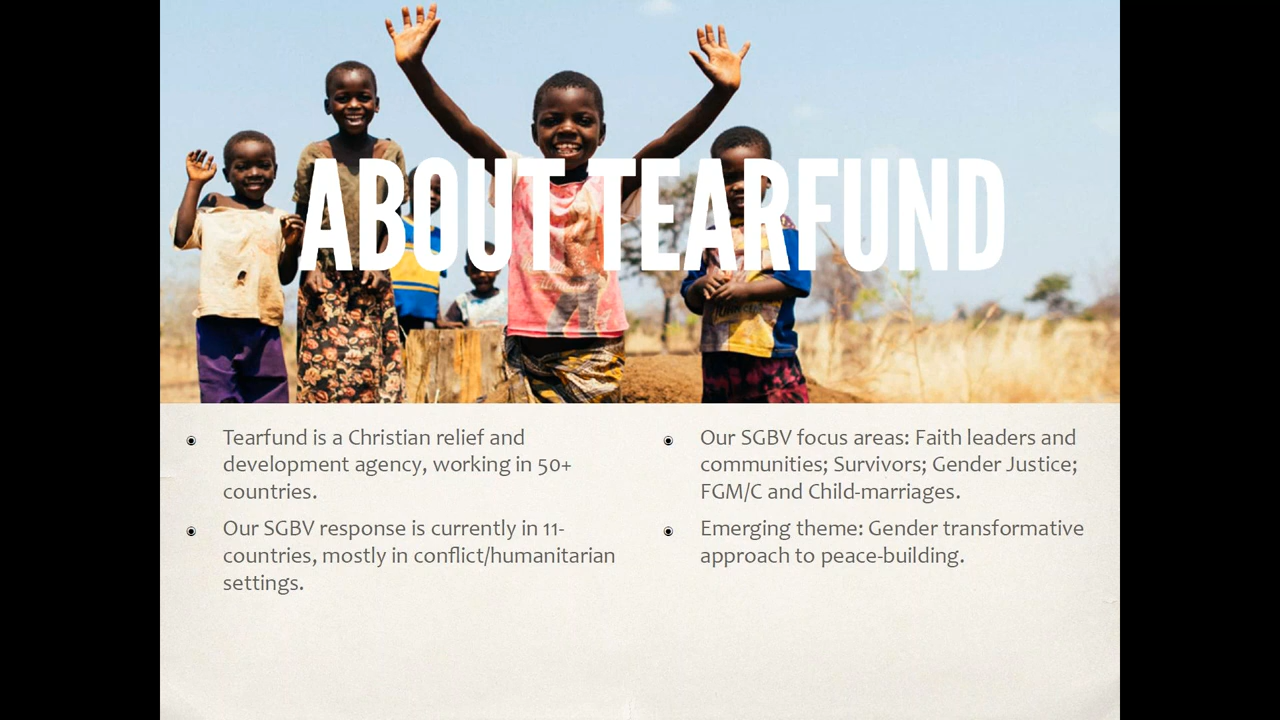 ABOUT TEARFUND
Tearfund is a Christian relief and
development agency, working in 50+
countries.
Our SGBV response is currently in 11-
countries, mostly in conflict/humanitarian
settings.
Our SGBV focus areas: Faith leaders and
communities; Survivors; Gender Justice;
FGM/C and Child-marriages.
Emerging theme: Gender transformative
approach to peace-building.